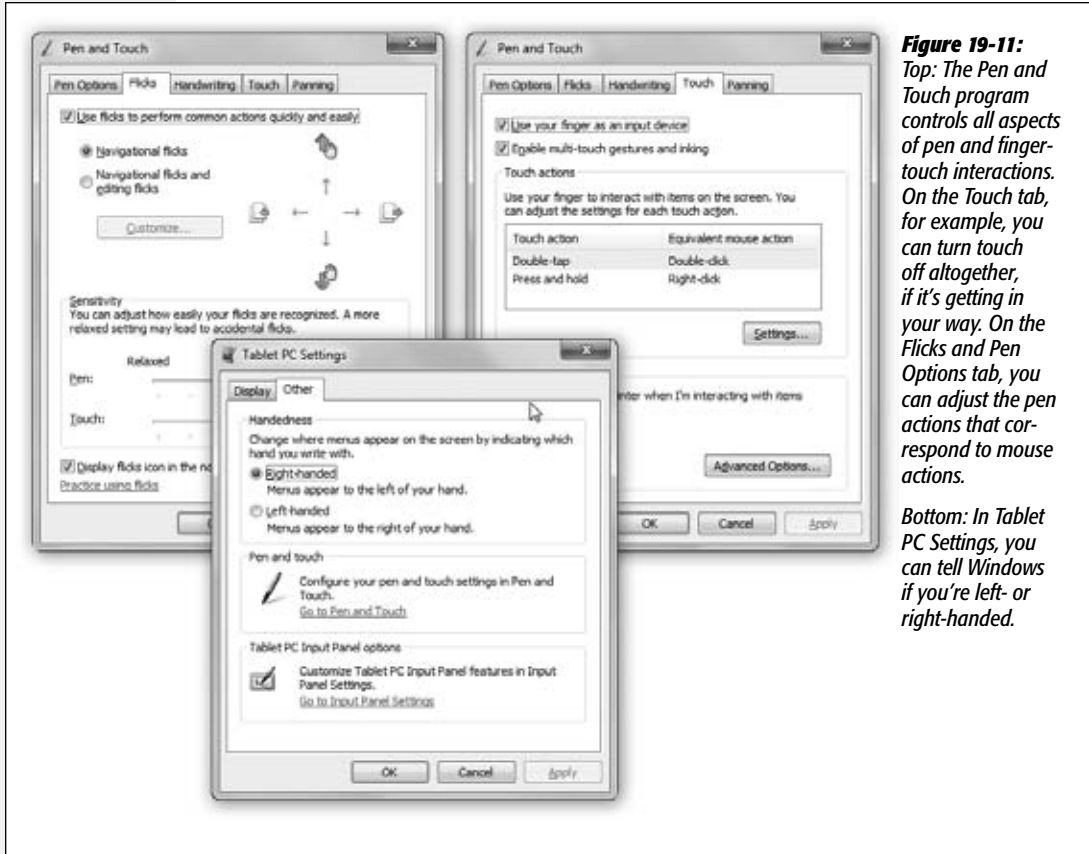 Pen and Touch
Pen Options Flicks Handwriting Touch Panning
Use flicks to perform common actions quickly and easily
Navigational flicks
Navigational flicks and
editing flicks
Customize...
Sensitivity
You can adjust how easily your flicks are recognized. A more
relaxed setting may lead to accidental flicks.
Relaxed
Pen:
Touch:
Display flicks icon in the no
Practice using flicks
Pen and Touch
Pen Options Flicks Handwriting Touch Panning
Use your finger as an input device
Enable multi-touch gestures and inking
Touch actions
Use your finger to interact with items on the screen. You
can adjust the settings for each touch action.
Touch action Equivalent mouse action
Double-tap Double-click
Press and hold Right-click
Settings...
inter when I'm interacting with items
Advanced Options...
OK Cancel Apply
Tablet PC Settings
Display Other
Handedness
Change where menus appear on the screen by indicating which
hand you write with.
Right-handed
Menus appear to the left of your hand.
Left-handed
Menus appear to the right of your hand.
Pen and touch
Configure your pen and touch settings in Pen and
Touch.
Go to Pen and Touch
Tablet PC Input Panel options
Customize Tablet PC Input Panel features in Input
Panel Settings.
Go to Input Panel Settings
OK Cancel Apply
Figure 19-11:
Top: The Pen and
Touch program
controls all aspects
of pen and finger-
touch interactions.
On the Touch tab,
for example, you
can turn touch
off altogether,
if it's getting in
your way. On the
Flicks and Pen
Options tab, you
can adjust the pen
actions that cor-
respond to mouse
actions.
Bottom: In Tablet
PC Settings, you
can tell Windows
if you're left- or
right-handed.